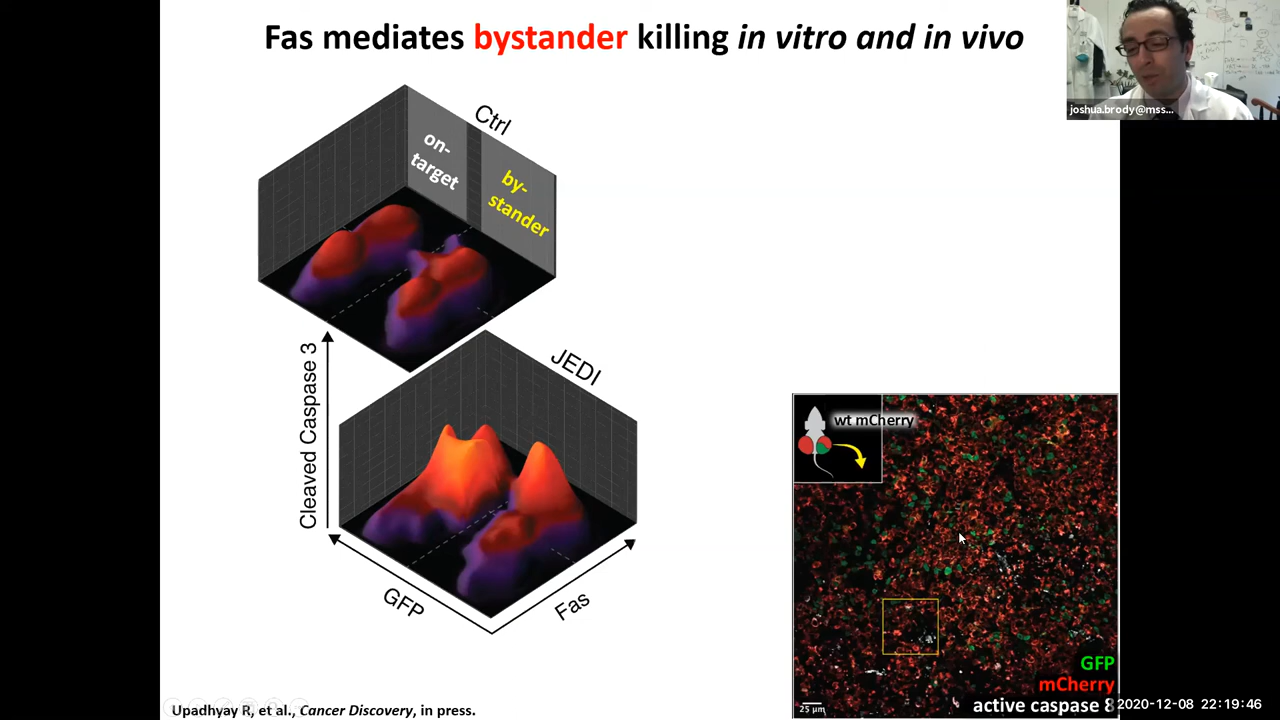 Fas mediates bystander killing in vitro and in vivo
joshua.brody@mss...
Ctrl
on-
target
by-
stander
JEDI
Cleaved Caspase 3
GFP
Fas
wt mCherry
GFP
mCherry
active caspase 8
25 µm
2020-12-08 22:19:46
Upadhyay R, et al., Cancer Discovery, in press.